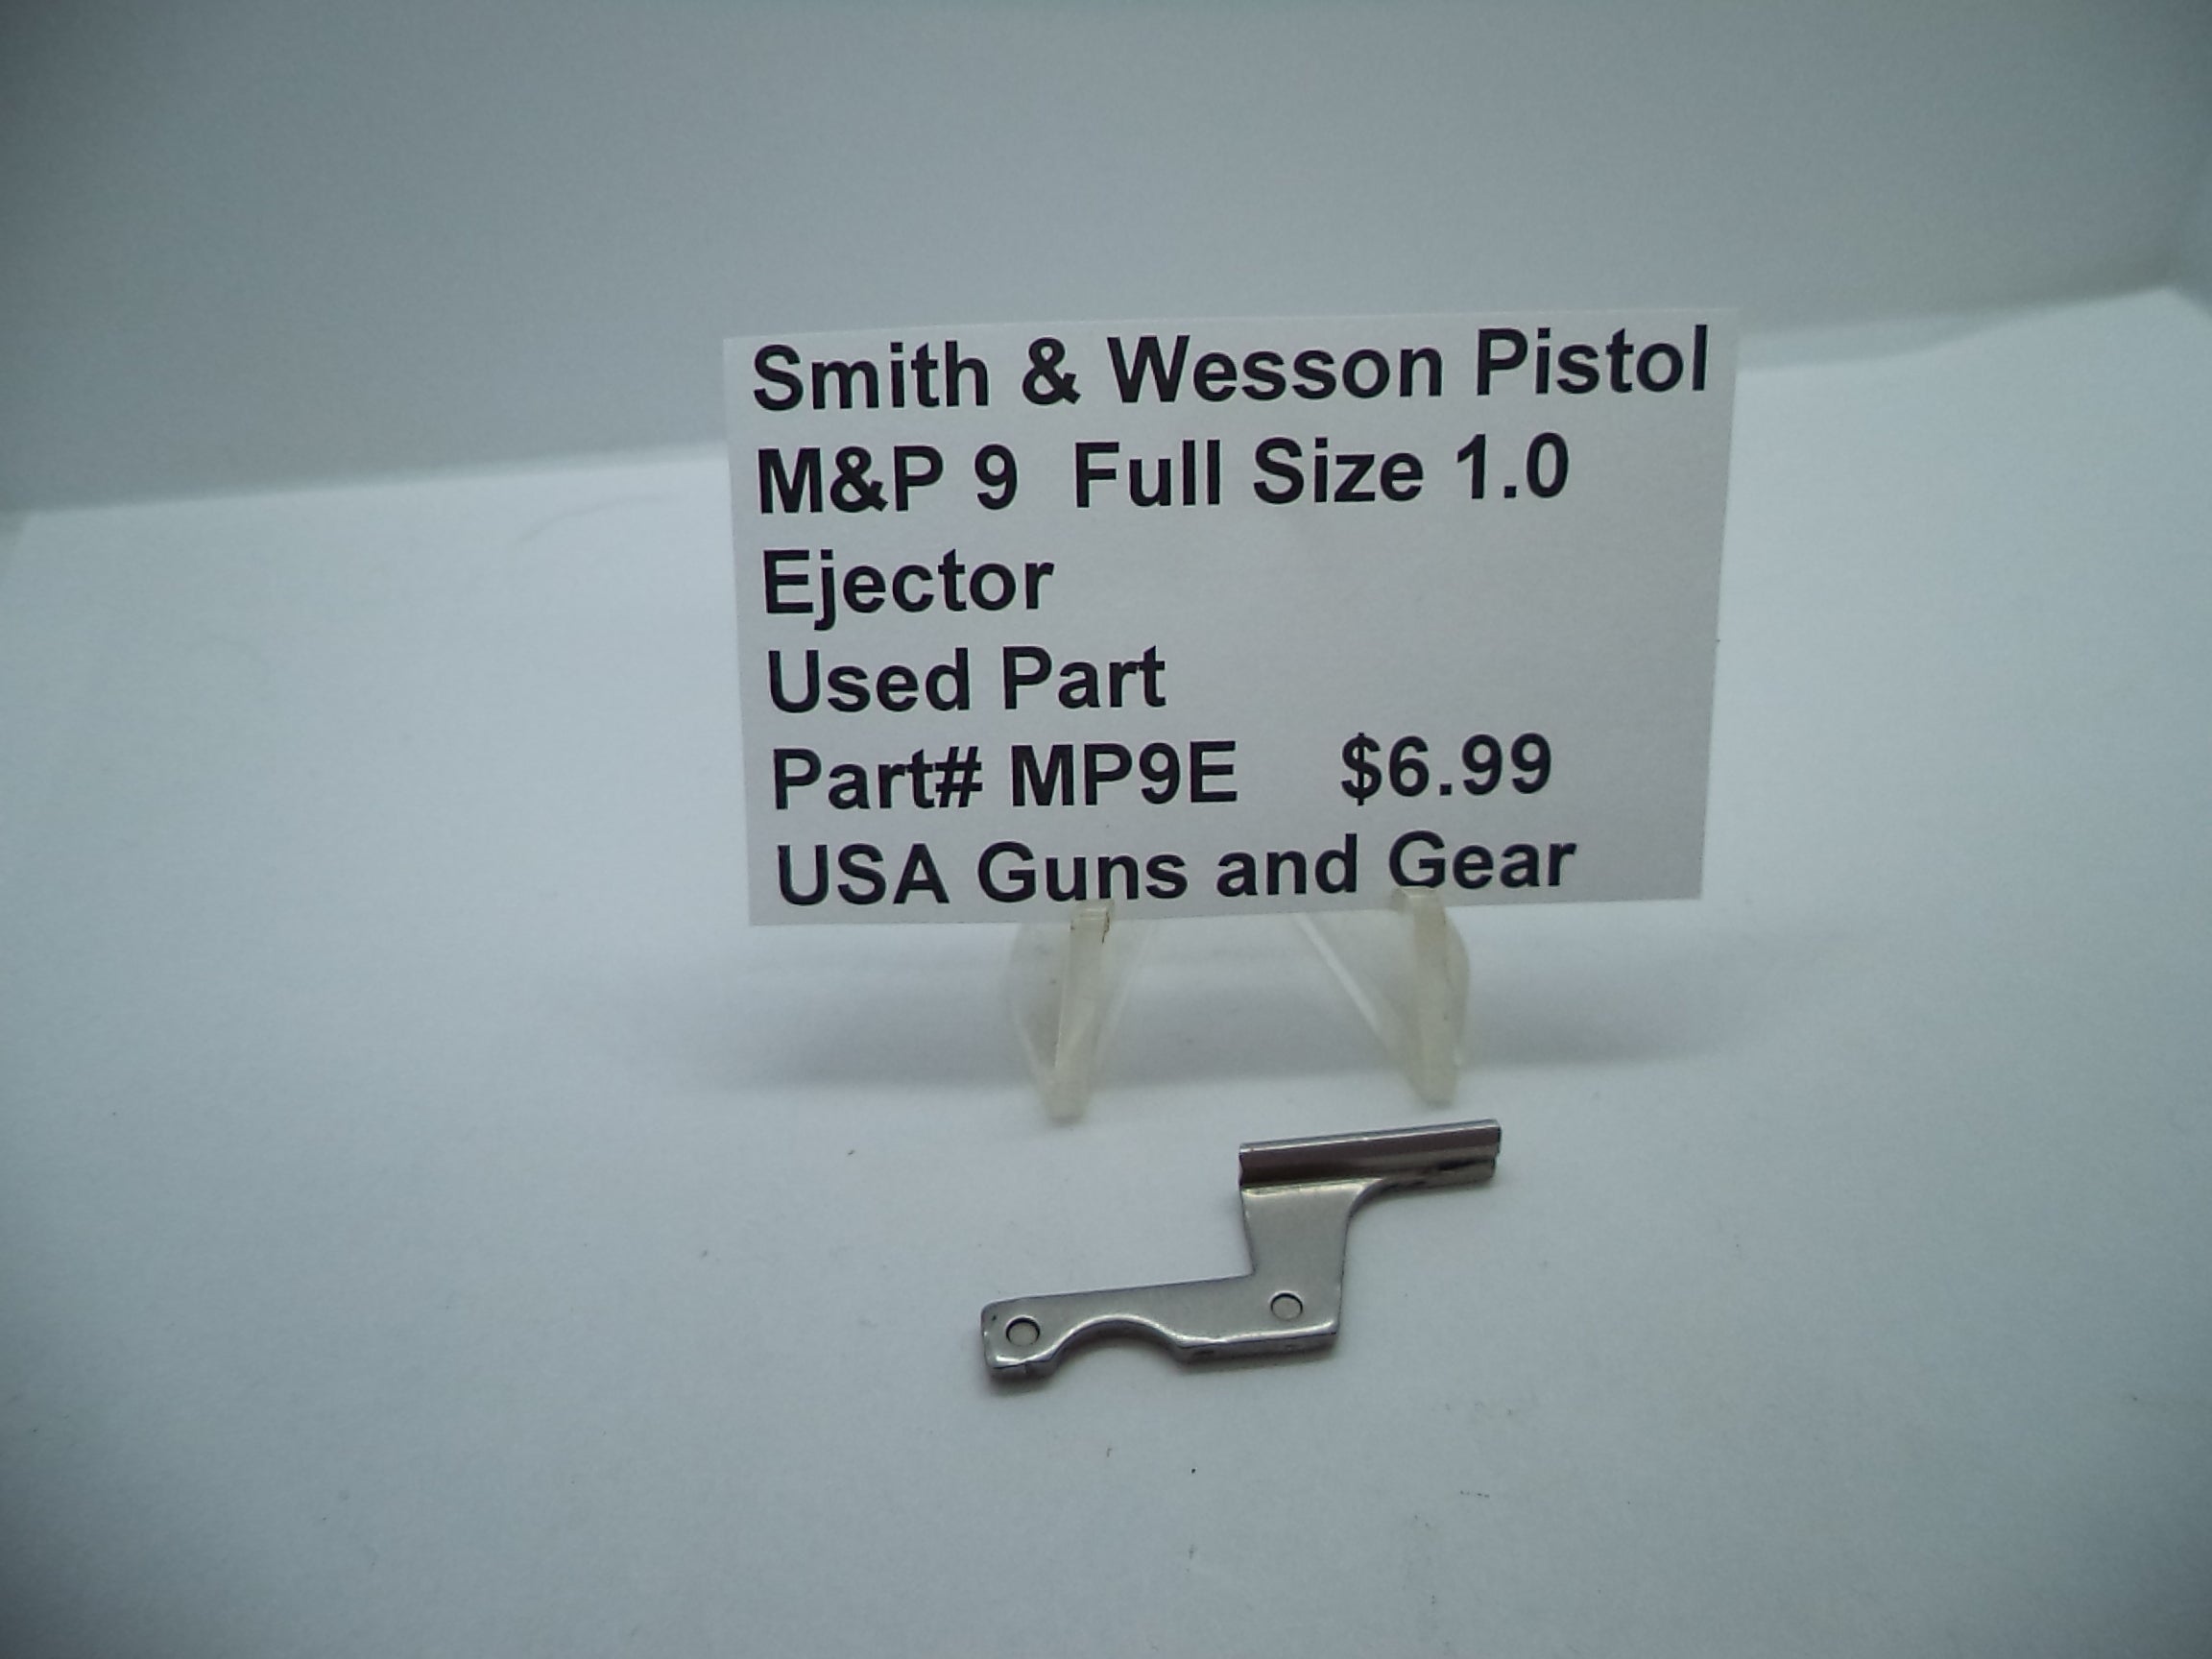 Smith & Wesson Pistol
M&P 9 Full Size 1.0
Ejector
Used Part
Part# MP9E $6.99
USA Guns and Gear